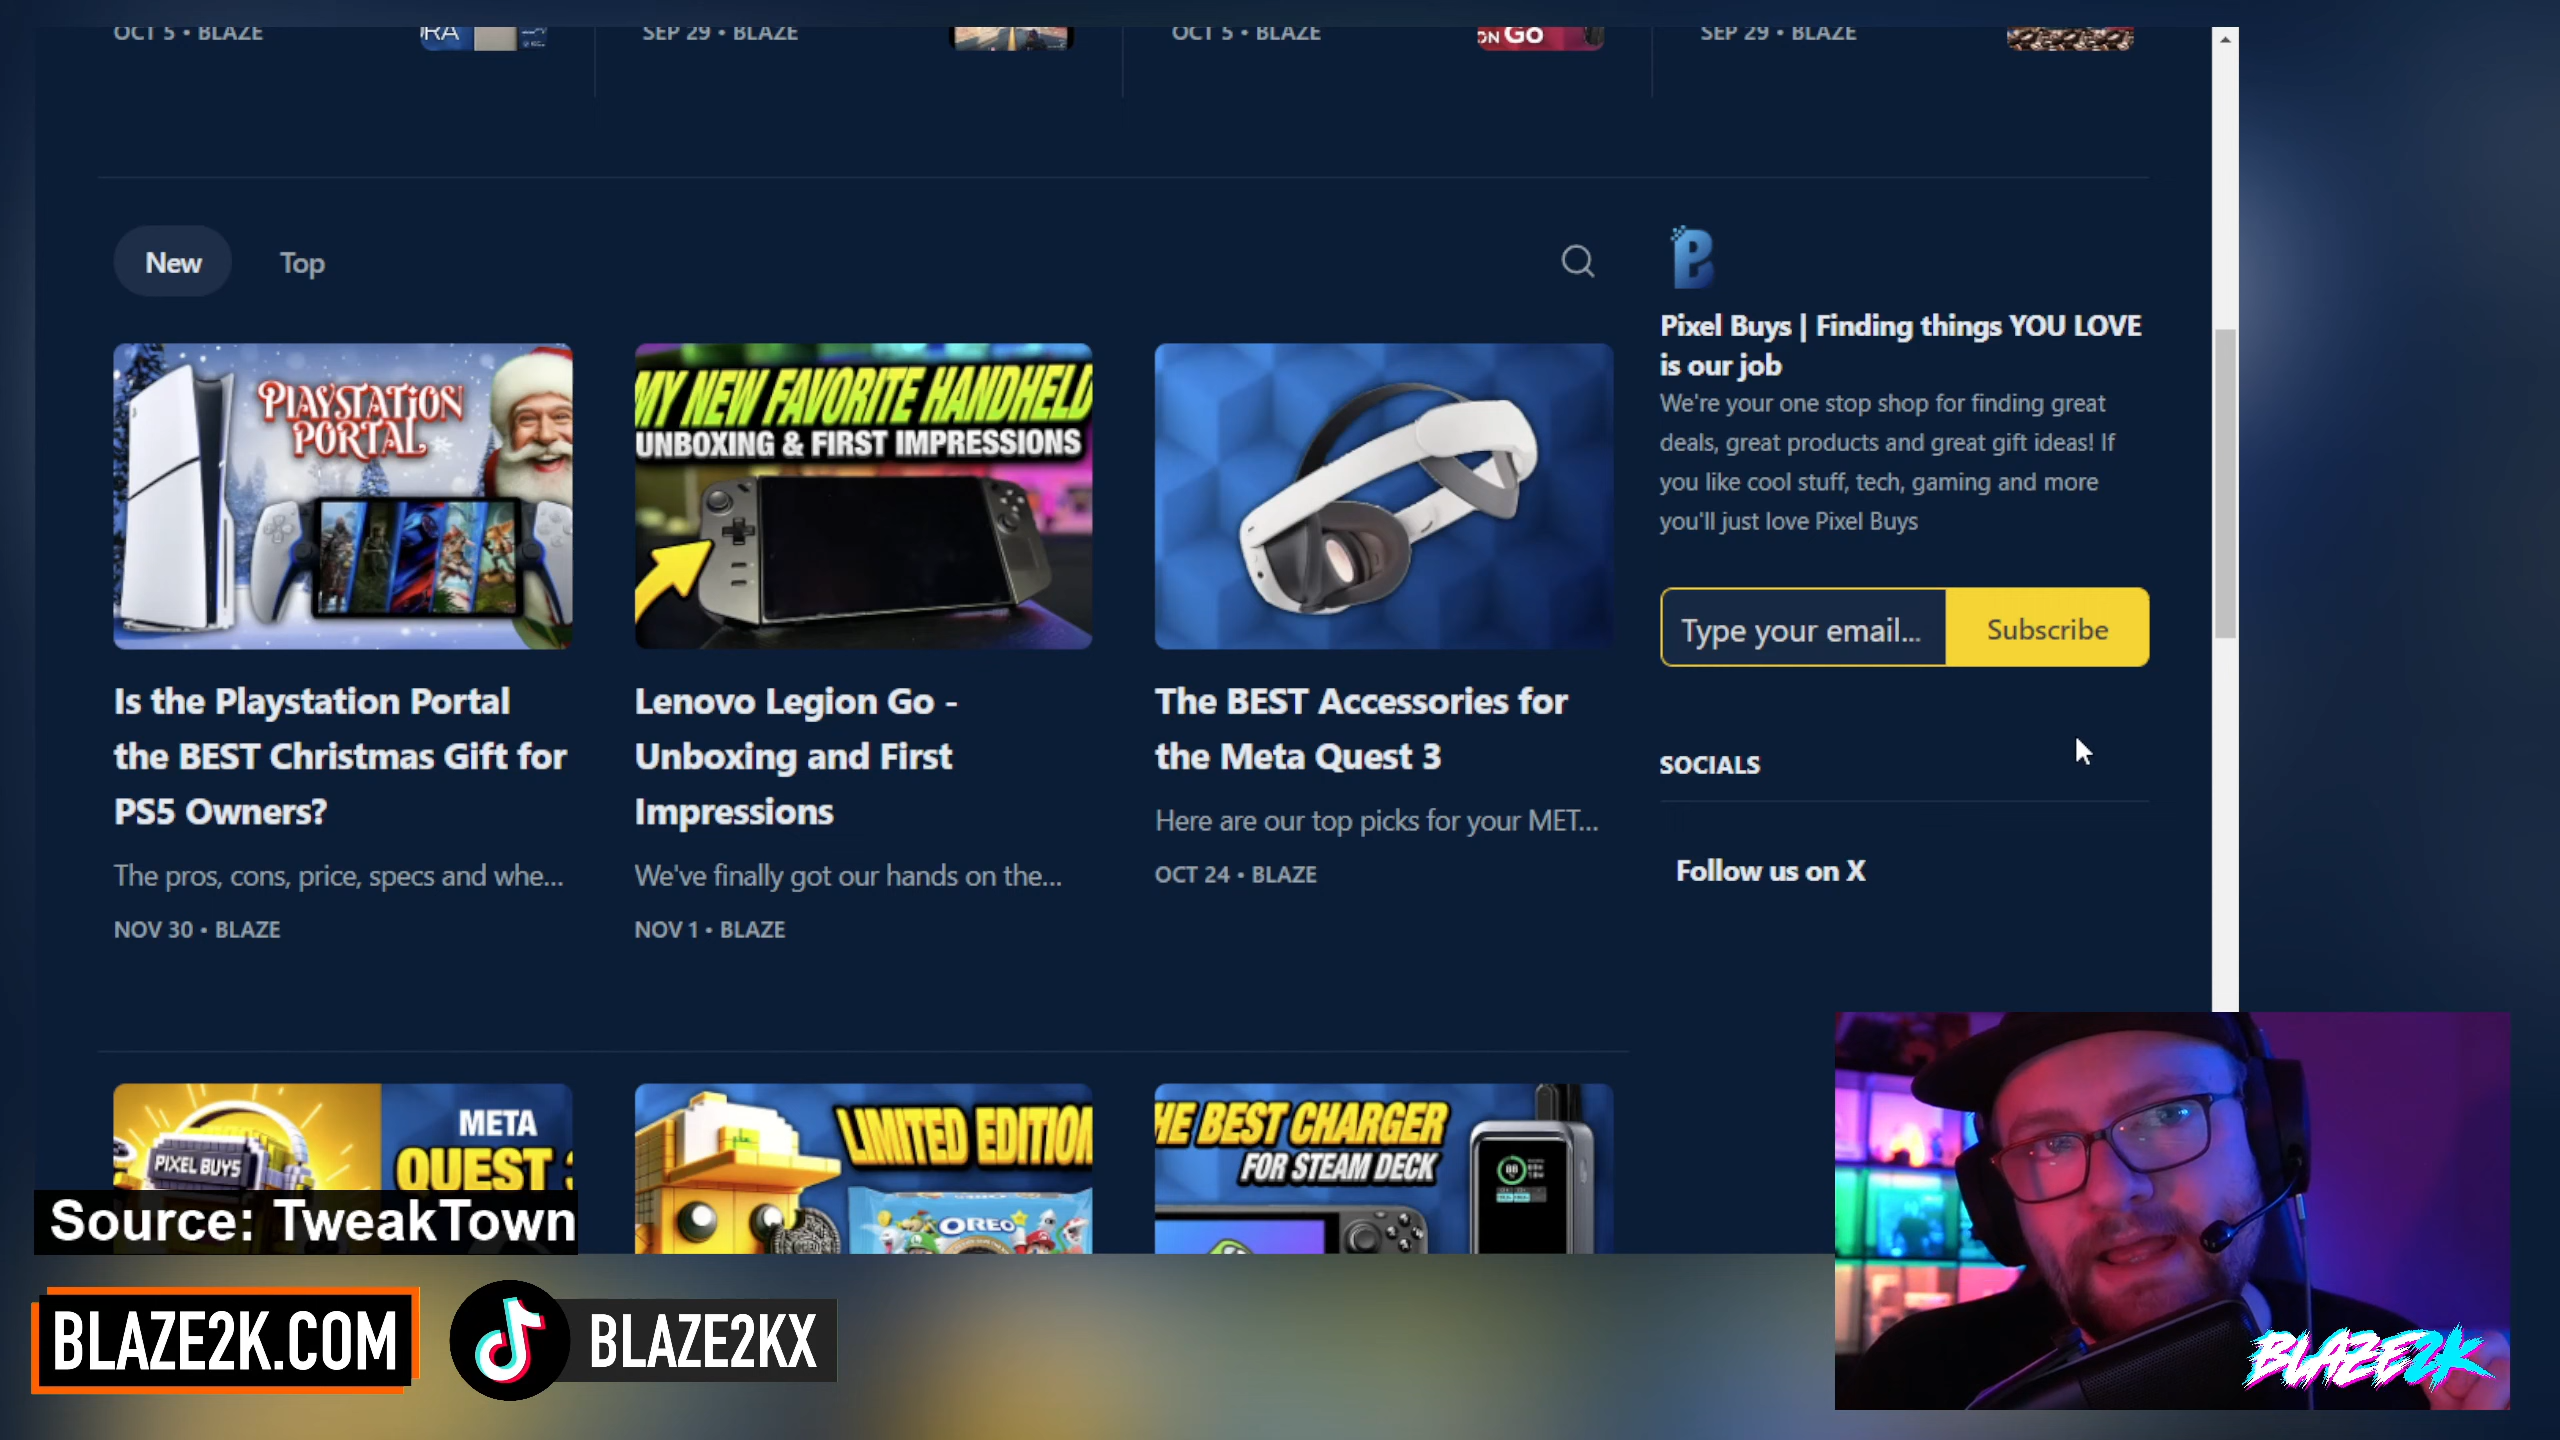 OCT 5 • BLAZE
SEP 29 • BLAZE
ON GO
OCT 5 • BLAZE
SEP 29 • BLAZE
New
Top
Pixel Buys | Finding things YOU LOVE
is our job
We're your one stop shop for finding great
deals, great products and great gift ideas! If
you like cool stuff, tech, gaming and more
you'll just love Pixel Buys
Type your email...
Subscribe
SOCIALS
Follow us on X
PLAYSTATION
PORTAL
Is the Playstation Portal
the BEST Christmas Gift for
PS5 Owners?
The pros, cons, price, specs and whe...
NOV 30 • BLAZE
MY NEW FAVORITE HANDHELD
UNBOXING & FIRST IMPRESSIONS
Lenovo Legion Go -
Unboxing and First
Impressions
We've finally got our hands on the...
NOV 1 • BLAZE
The BEST Accessories for
the Meta Quest 3
Here are our top picks for your MET...
OCT 24 • BLAZE
PIXEL BUYS
META
QUEST
LIMITED EDITION
OREO
HE BEST CHARGER
FOR STEAM DECK
Source: TweakTown
BLAZE2K.COM
BLAZE2KX
BLAZE2K